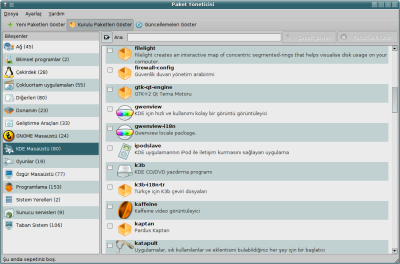 Paket Yöneticisi
Dosya Ayarlar Yardım
Yeni Paketleri Göster Kurulu Paketleri Göster Güncellemeleri Göster
Bileşenler
Ara:
Ağ (45)
Bilimsel programlar (2)
Çekirdek (28)
Çokluortam uygulamaları (55)
Diğerleri (80)
Donanım (23)
Geliştirme Araçları (33)
GNOME Masaüstü (24)
KDE Masaüstü (80)
Oyunlar (19)
Özgür Masaüstü (77)
Programlama (153)
Sistem Yerelleri (2)
Sunucu servisleri (9)
Taban Sistem (106)
filelight
filelight creates an interactive map of concentric segmented-rings that helps visualise disk usage on your
computer.
firewall-config
Güvenlik duvarı yönetim arabirimi
gtk-qt-engine
GTK+2 Qt Tema Motoru
gwenview
KDE için hızlı ve kullanımı kolay bir görüntü görüntüleyici
gwenview-i18n
Gwenview locale package.
ipodslave
KDE uygulamarının iPod ile iletişim kurmasını sağlayan uygulama
k3b
KDE CD/DVD yazdırma programı
k3b-i18n-tr
Türkçe için K3b çeviri dosyaları
kaffeine
Kaffeine video görüntüleyici
kaptan
Pardus Kaptan
katapult
Uygulamalar, sık kullanılanlar ve eklentisini bulabildiğiniz her şey için bir başlatıcı
Şu anda sepetiniz boş.